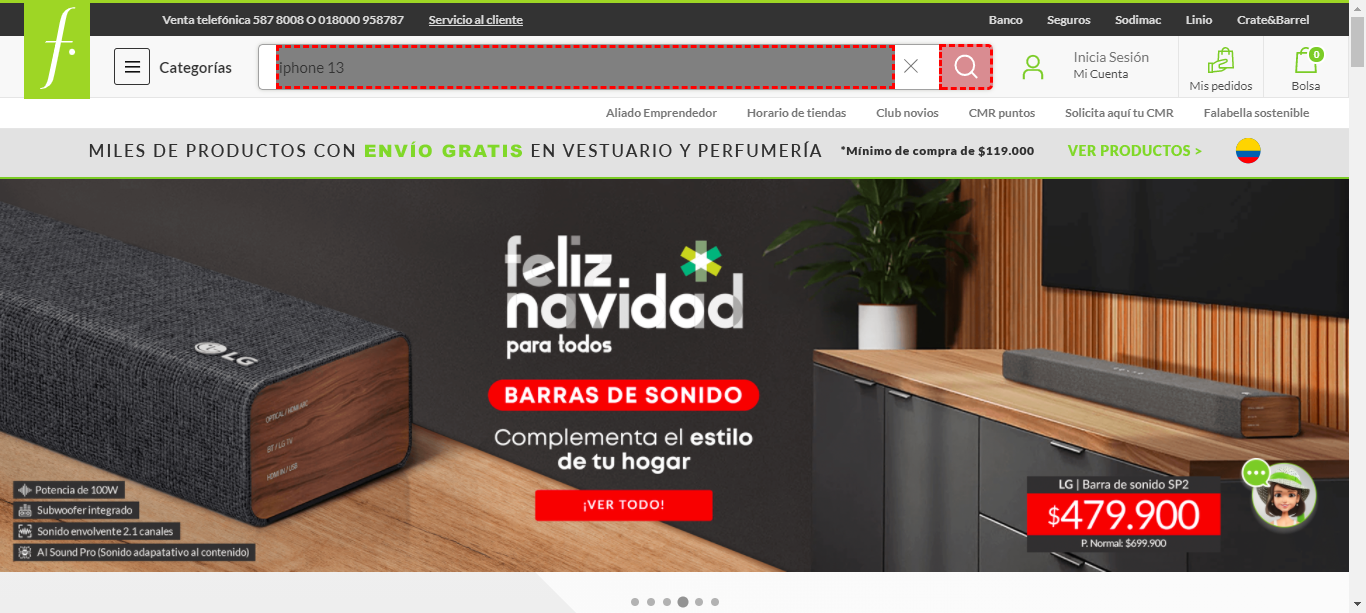 Venta telefónica 587 8008 O 018000 958787 Servicio al cliente Banco Seguros Sodimac Linio Crate&Barrel
f.
Categorías
iphone 13
Inicia Sesión
Mi Cuenta
Mis pedidos
0
Bolsa
Aliado Emprendedor Horario de tiendas Club novios CMR puntos Solicita aquí tu CMR Falabella sostenible
MILES DE PRODUCTOS CON ENVÍO GRATIS EN VESTUARIO Y PERFUMERÍA *Mínimo de compra de $119.000 VER PRODUCTOS >
feliz
navidad
para todos
BARRAS DE SONIDO
Complementa el estilo
de tu hogar
¡VER TODO!
LG
OPTICAL / HDMI ARC
BT / LG TV
HDMI IN / USB
Potencia de 100W
Subwoofer integrado
Sonido envolvente 2.1 canales
AI Sound Pro (Sonido adapatativo al contenido)
LG | Barra de sonido SP2
$479.900
P. Normal: $699.900